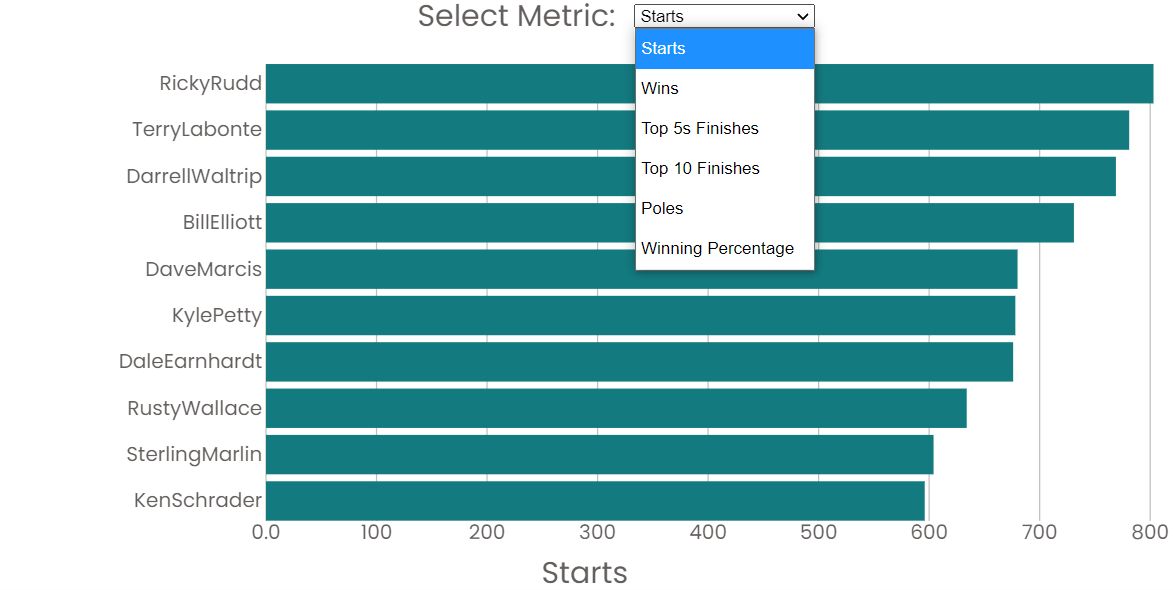 Select Metric: Starts
Starts
Wins
Top 5s Finishes
Top 10 Finishes
Poles
Winning Percentage
RickyRudd
TerryLabonte
DarrellWaltrip
BillElliott
DaveMarcis
KylePetty
DaleEarnhardt
RustyWallace
SterlingMarlin
KenSchrader
0.0 100 200 300 400 500 600 700 800
Starts